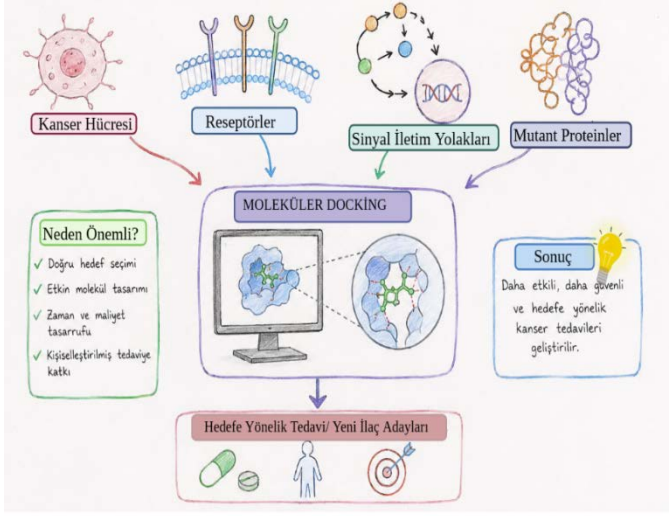 Kanser Hücresi
Reseptörler
Sinyal İletim Yolakları
Mutant Proteinler
MOLEKÜLER DOCKİNG
Neden Önemli?
✓ Doğru hedef seçimi
✓ Etkin molekül tasarımı
✓ Zaman ve maliyet
tasarrufu
✓ Kişiselleştirilmiş tedaviye
katkı
Sonuç
Daha etkili, daha güvenli
ve hedefe yönelik
kanser tedavileri
geliştirilir.
Hedefe Yönelik Tedavi/ Yeni İlaç Adayları